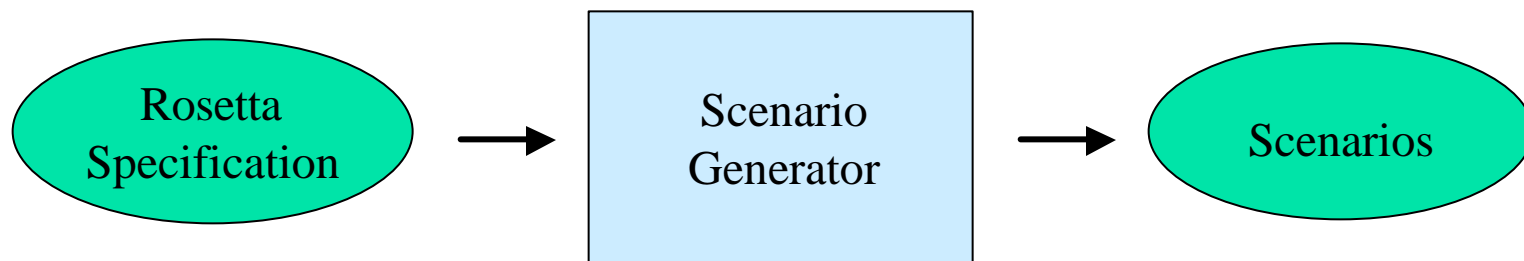 Rosetta
Specification
Scenario
Generator
Scenarios